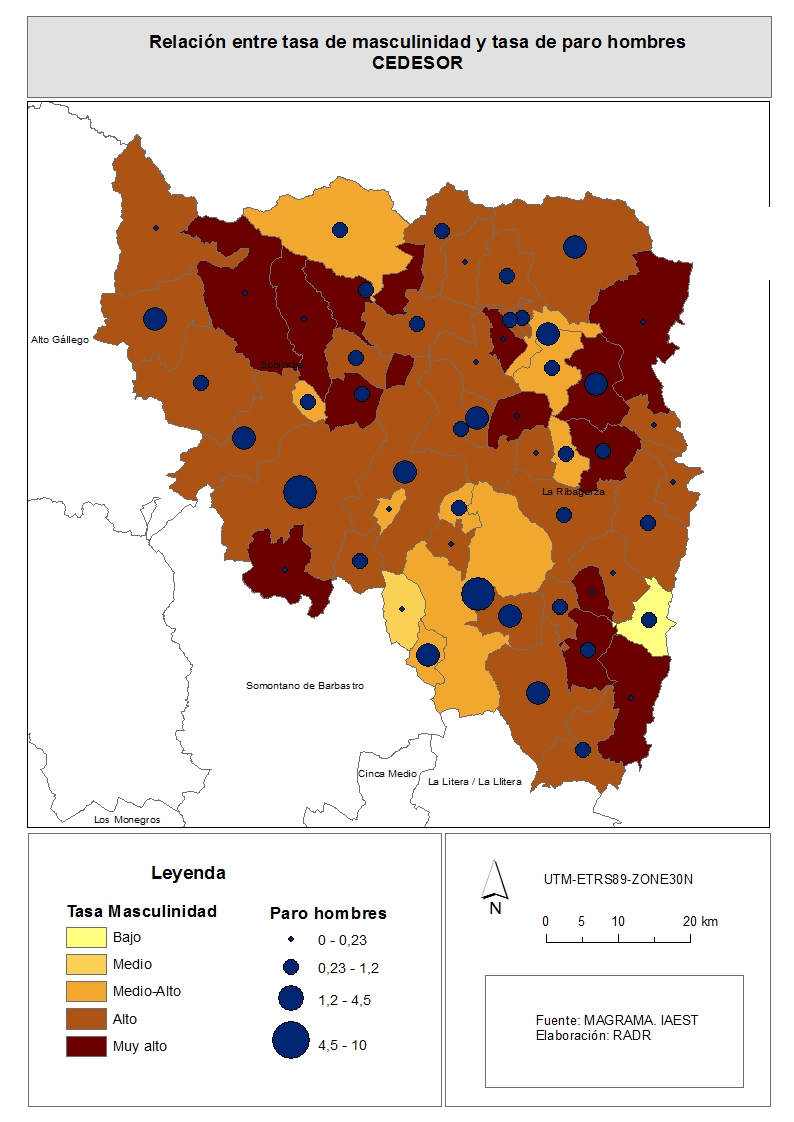 Relación entre tasa de masculinidad y tasa de paro hombres
CEDESOR
Alto Gállego
Sobrarbe
La Ribagorza
Somontano de Barbastro
Cinca Medio
La Litera / La Llitera
Los Monegros
Leyenda
Tasa Masculinidad
Bajo
Medio
Medio-Alto
Alto
Muy alto
Paro hombres
0 - 0,23
0,23 - 1,2
1,2 - 4,5
4,5 - 10
N
UTM-ETRS89-ZONE30N
0 5 10 20 km
Fuente: MAGRAMA. IAEST
Elaboración: RADR